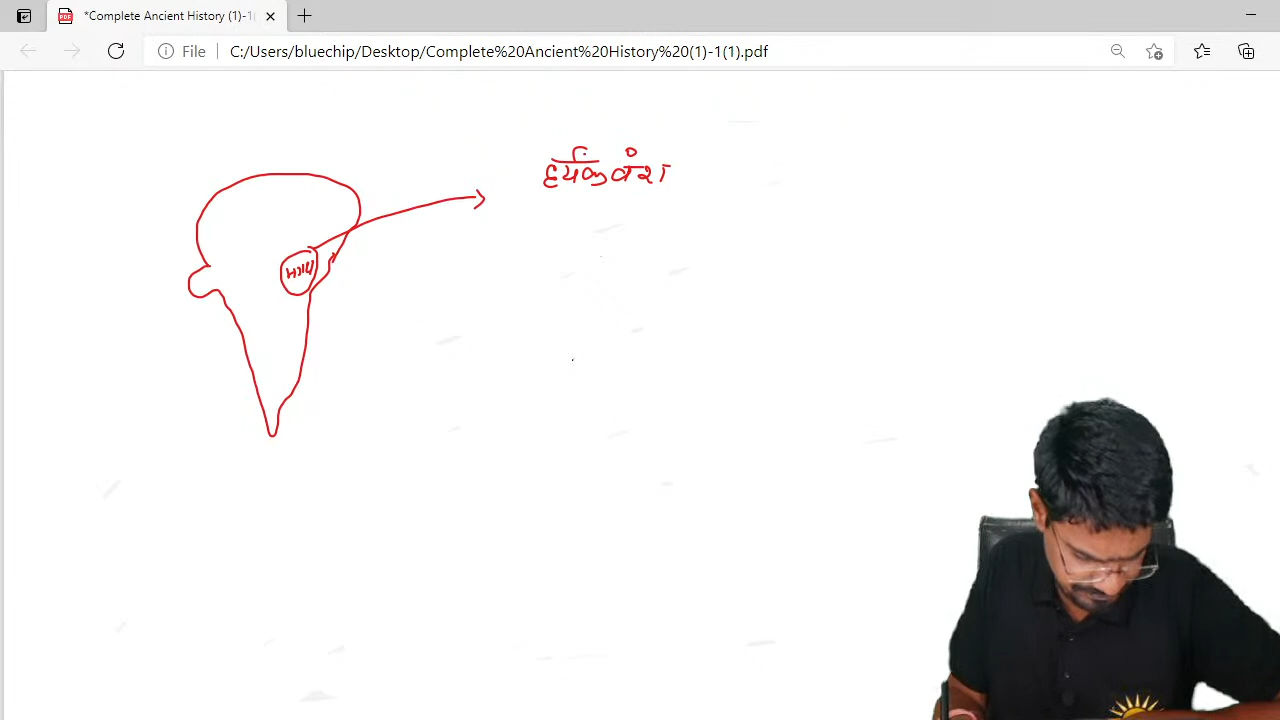 *Complete Ancient History (1)-1(
File
C:/Users/bluechip/Desktop/Complete%20Ancient%20History%20(1)-1(1).pdf
हर्यक वंश
मगध